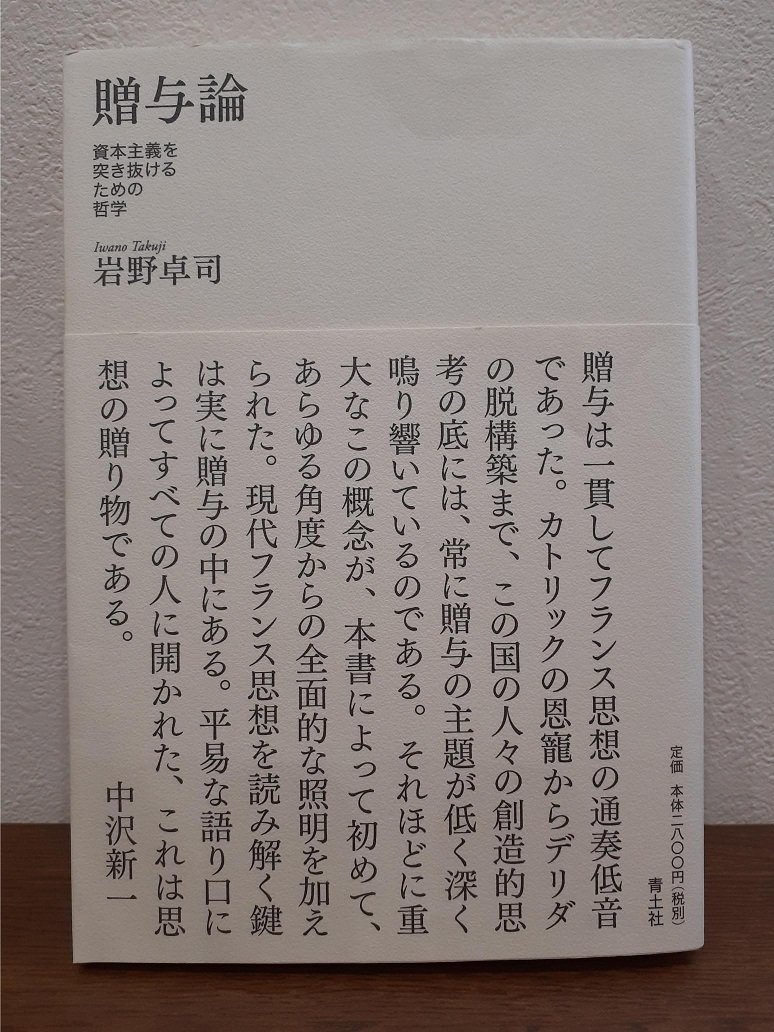 贈与論
資本主義を
突き抜ける
ための
哲学
Iwano Takuji
岩野卓司
贈与は一貫してフランス思想の通奏低音
であった。カトリックの恩寵からデリダ
の脱構築まで、この国の人々の創造的思
考の底には、常に贈与の主題が低く深く
鳴り響いているのである。それほどに重
大なこの概念が、本書によって初めて、
あらゆる角度からの全面的な照明を加え
られた。現代フランス思想を読み解く鍵
は実に贈与の中にある。平易な語り口に
よってすべての人に開かれた、これは思
想の贈り物である。
中沢新一
定価 本体二八〇〇円(税別)
青土社